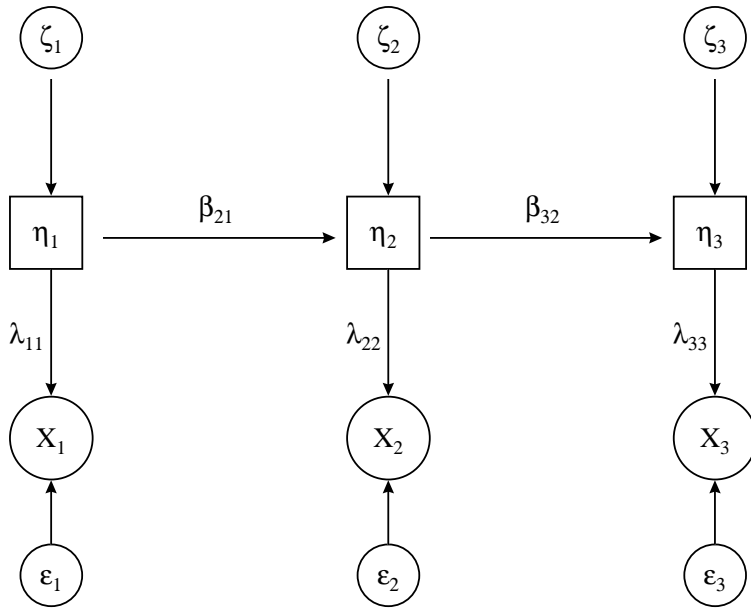 ζ₁ ζ₂ ζ₃
β₂₁ β₃₂
η₁ η₂ η₃
λ₁₁ λ₂₂ λ₃₃
X₁ X₂ X₃
ε₁ ε₂ ε₃